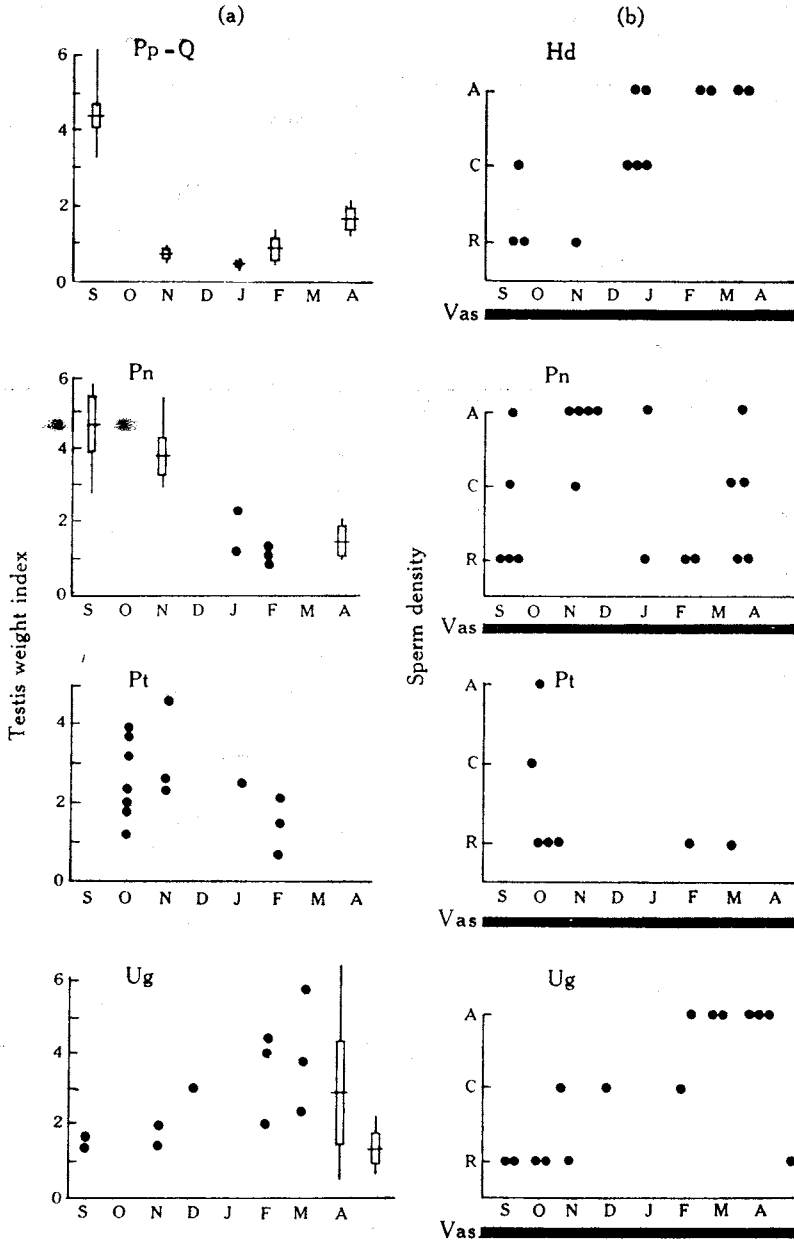 (a)
(b)
Testis weight index
Sperm density
Pp-Q
6
4
2
0
S O N D J F M A
Hd
A
C
R
S O N D J F M A
Vas
Pn
6
4
2
0
S O N D J F M A
Pn
A
C
R
S O N D J F M A
Vas
Pt
4
2
0
S O N D J F M A
Pt
A
C
R
S O N D J F M A
Vas
Ug
6
4
2
0
S O N D J F M A
Ug
A
C
R
S O N D J F M A
Vas